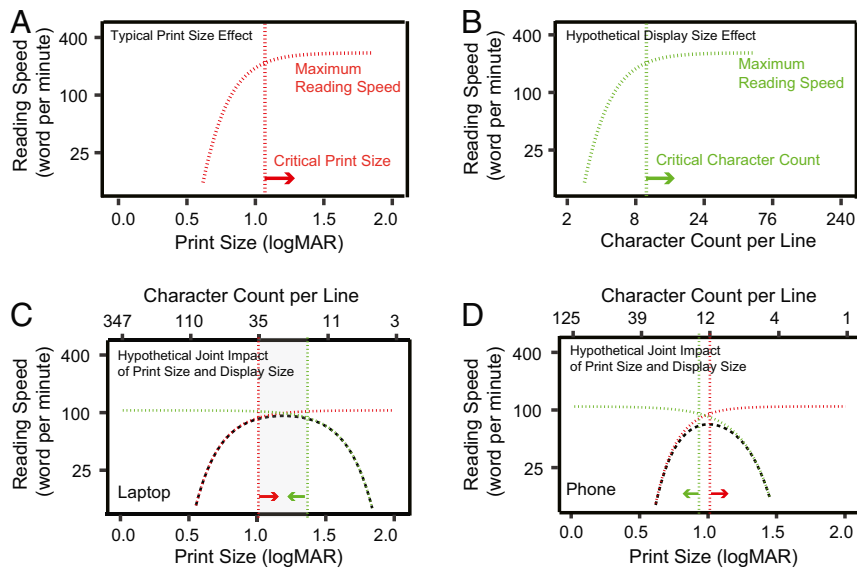 A
Typical Print Size Effect
Reading Speed
(word per minute)
400
100
25
Maximum
Reading Speed
Critical Print Size
0.0 0.5 1.0 1.5 2.0
Print Size (logMAR)
B
Hypothetical Display Size Effect
Reading Speed
(word per minute)
400
100
25
Maximum
Reading Speed
Critical Character Count
2 8 24 76 240
Character Count per Line
C
Character Count per Line
347 110 35 11 3
Hypothetical Joint Impact
of Print Size and Display Size
Reading Speed
(word per minute)
400
100
25
Laptop
0.0 0.5 1.0 1.5 2.0
Print Size (logMAR)
D
Character Count per Line
125 39 12 4 1
Hypothetical Joint Impact
of Print Size and Display Size
Reading Speed
(word per minute)
400
100
25
Phone
0.0 0.5 1.0 1.5 2.0
Print Size (logMAR)